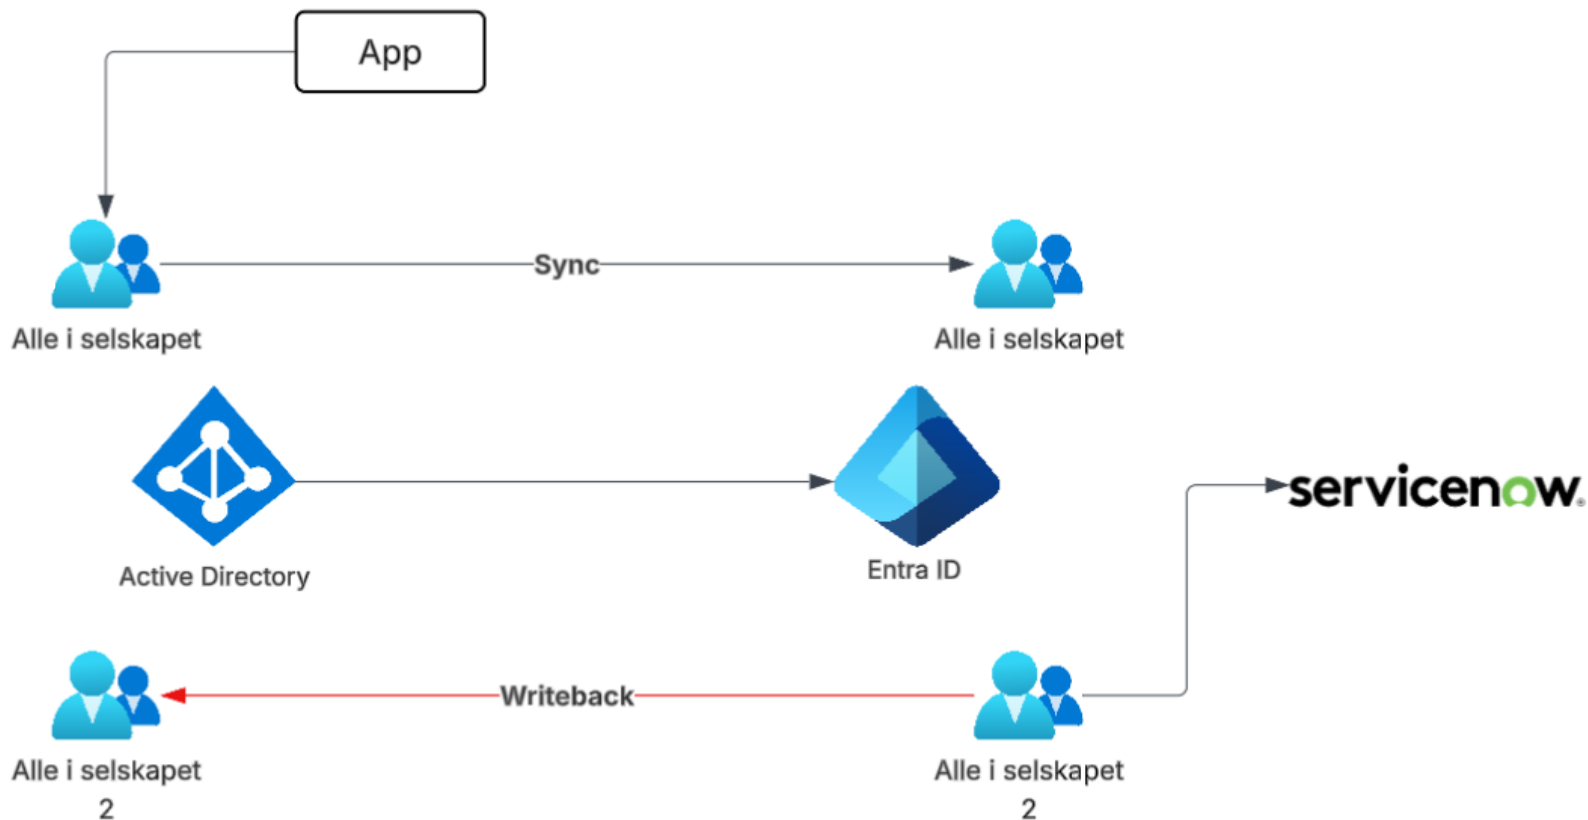 App
Sync
Alle i selskapet
Alle i selskapet
servicenow®
Active Directory
Entra ID
Writeback
Alle i selskapet
2
Alle i selskapet
2